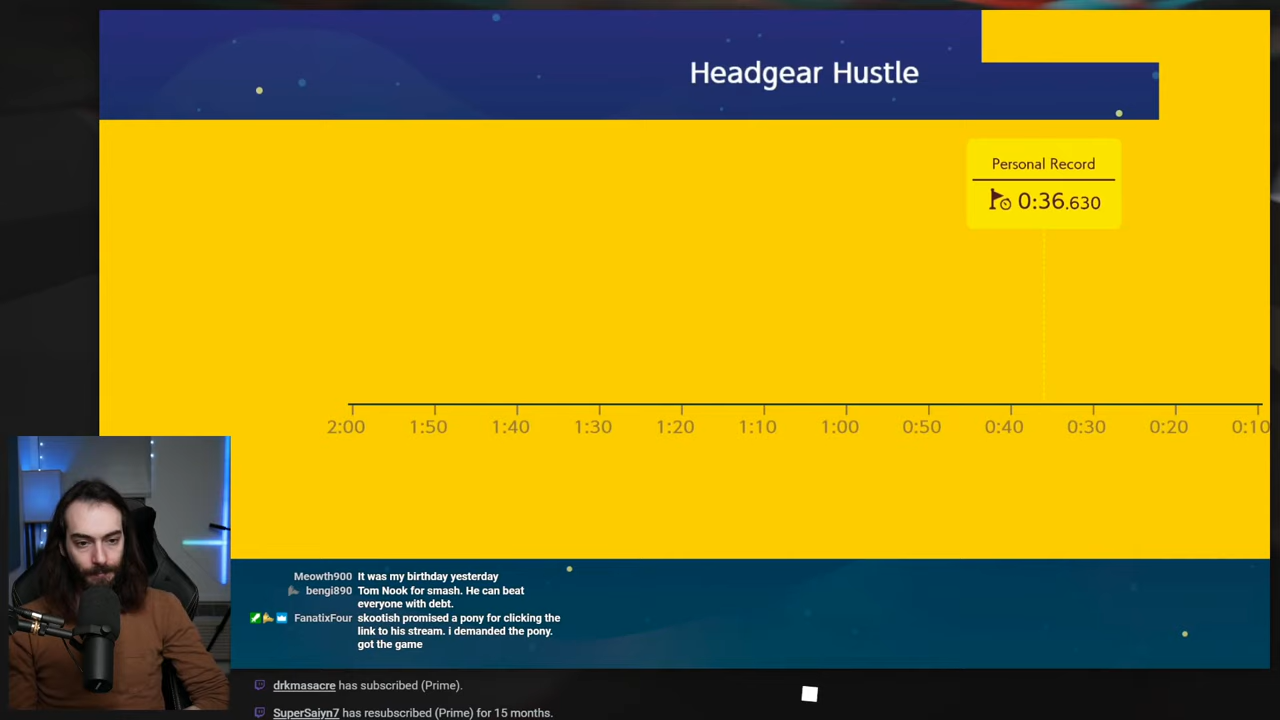 Headgear Hustle
Personal Record
0:36.630
2:00 1:50 1:40 1:30 1:20 1:10 1:00 0:50 0:40 0:30 0:20 0:10
Meowth900 It was my birthday yesterday
bengi890 Tom Nook for smash. He can beat
everyone with debt.
FanatixFour skootish promised a pony for clicking the
link to his stream. i demanded the pony.
got the game
drkmasacre has subscribed (Prime).
SuperSaiyn7 has resubscribed (Prime) for 15 months.